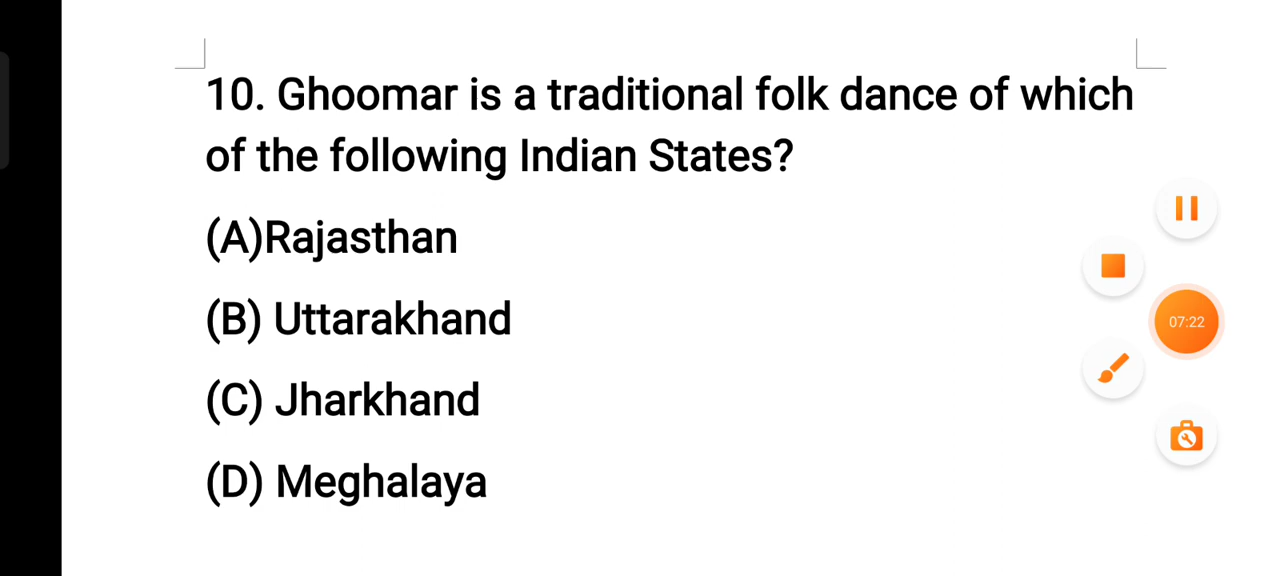 10. Ghoomar is a traditional folk dance of which
of the following Indian States?
(A)Rajasthan
(B) Uttarakhand
(C) Jharkhand
(D) Meghalaya
07:22